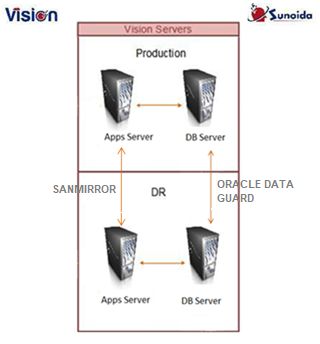 Vision
Sunoida
Vision Servers
Production
Apps Server
DB Server
SANMIRROR
ORACLE DATA
GUARD
DR
Apps Server
DB Server